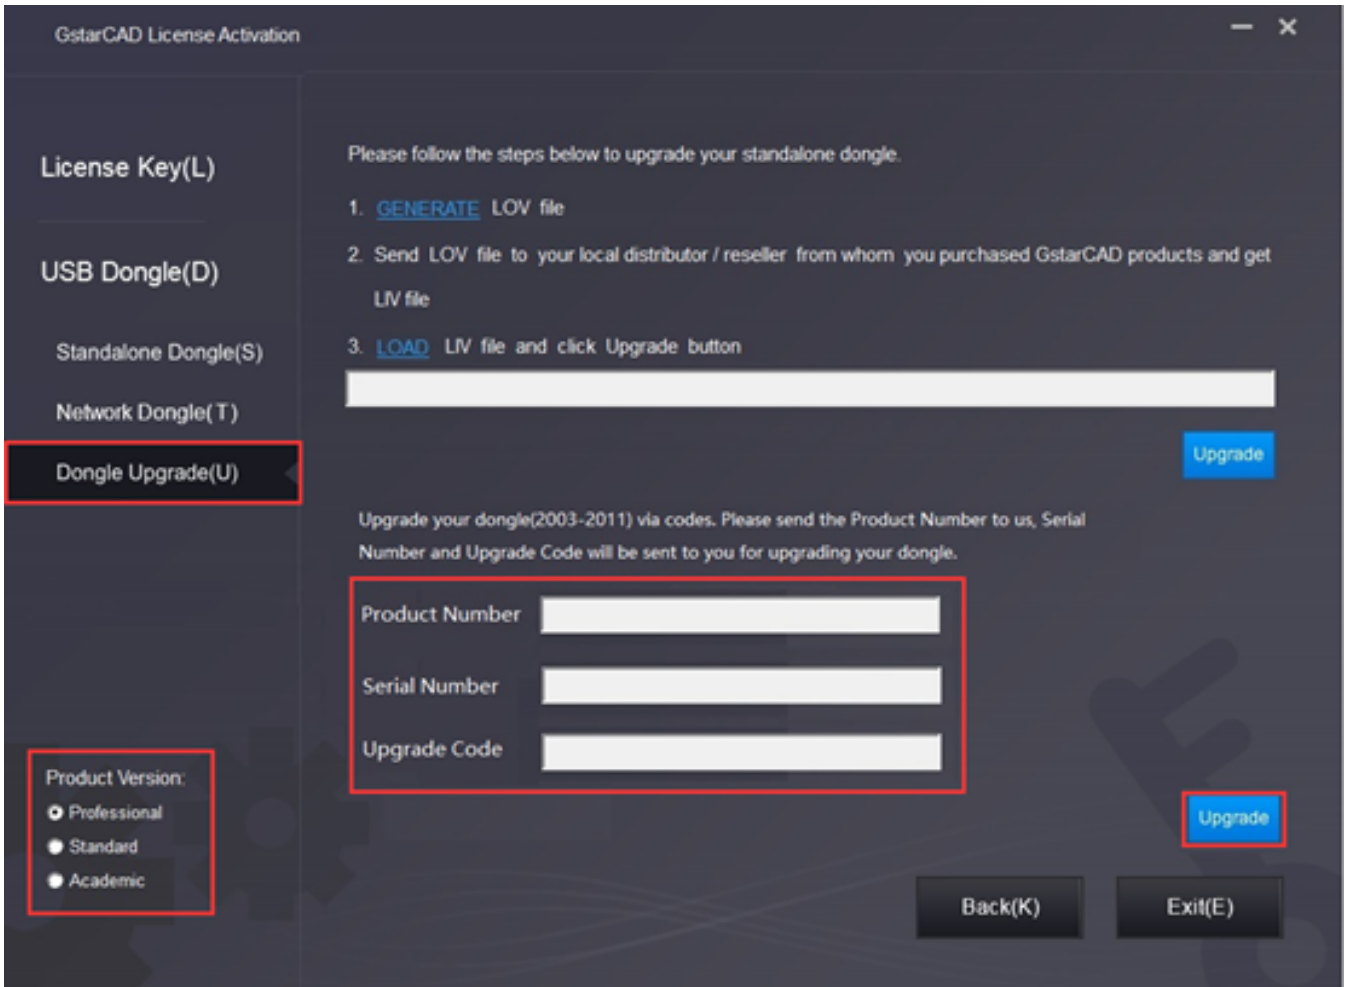 GstarCAD License Activation
License Key(L)
USB Dongle(D)
Standalone Dongle(S)
Network Dongle(T)
Dongle Upgrade(U)
Product Version:
Professional
Standard
Academic
Please follow the steps below to upgrade your standalone dongle.
1. GENERATE LOV file
2. Send LOV file to your local distributor / reseller from whom you purchased GstarCAD products and get
LIV file
3. LOAD LIV file and click Upgrade button
Upgrade
Upgrade your dongle(2003-2011) via codes. Please send the Product Number to us, Serial
Number and Upgrade Code will be sent to you for upgrading your dongle.
Product Number
Serial Number
Upgrade Code
Upgrade
Back(K)
Exit(E)